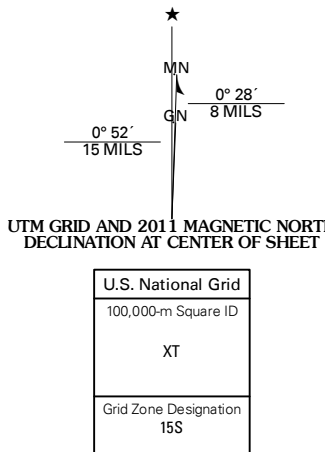 ★
MN
0° 28´
8 MILS
GN
0° 52´
15 MILS
UTM GRID AND 2011 MAGNETIC NORTH
DECLINATION AT CENTER OF SHEET
U.S. National Grid
100,000-m Square ID
XT
Grid Zone Designation
15S